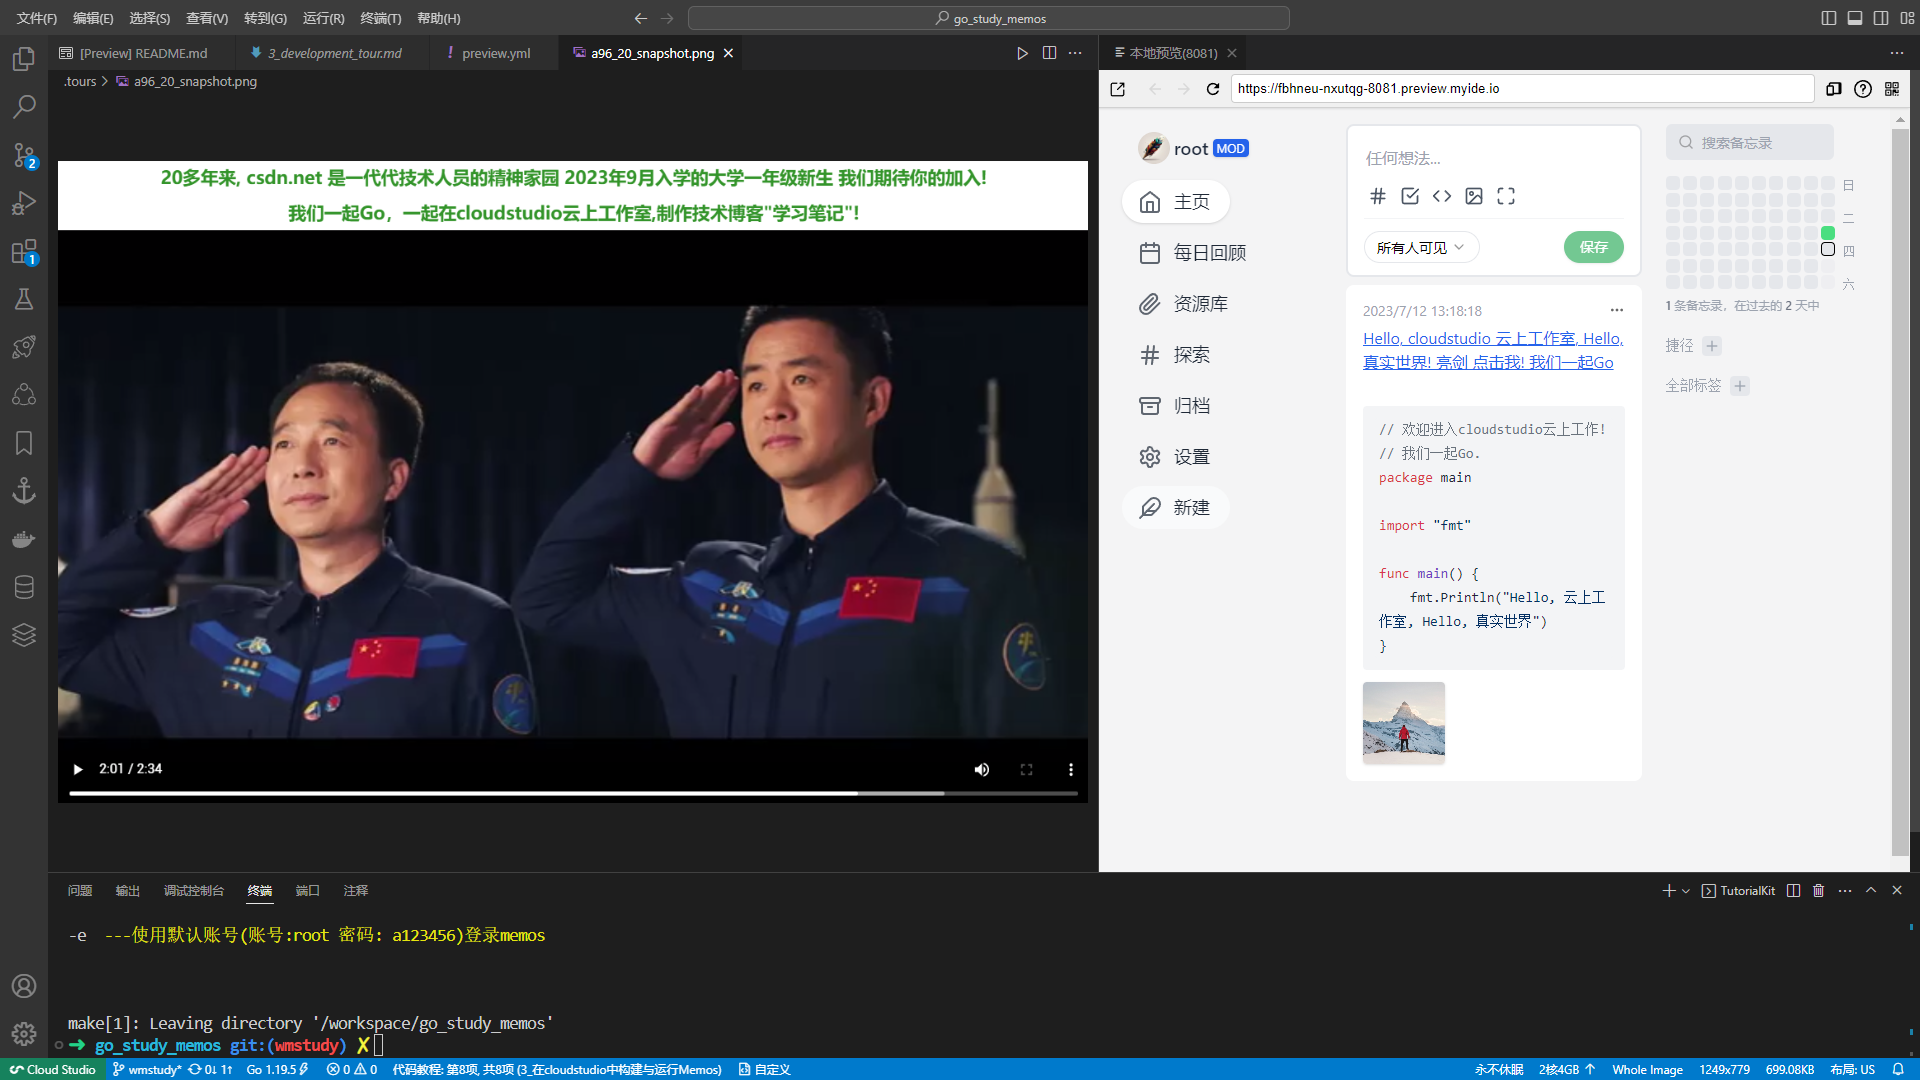 文件(F) 编辑(E) 选择(S) 查看(V) 转到(G) 运行(R) 终端(T) 帮助(H)
go_study_memos
[Preview] README.md
3_development_tour.md
preview.yml
a96_20_snapshot.png
本地预览(8081)
.tours > a96_20_snapshot.png
https://fbhneu-nxutqg-8081.preview.myide.io
20多年来, csdn.net 是一代代技术人员的精神家园 2023年9月入学的大学一年级新生 我们期待你的加入!
我们一起Go，一起在cloudstudio云上工作室,制作技术博客"学习笔记"!
2:01 / 2:34
root MOD
主页
每日回顾
资源库
探索
归档
设置
新建
任何想法...
所有人可见
保存
2023/7/12 13:18:18
Hello, cloudstudio 云上工作室, Hello,
真实世界! 亮剑 点击我! 我们一起Go
// 欢迎进入cloudstudio云上工作!
// 我们一起Go.
package main
import "fmt"
func main() {
fmt.Println("Hello, 云上工
作室, Hello, 真实世界")
}
搜索备忘录
日
二
四
六
1 条备忘录，在过去的 2 天中
捷径
全部标签
2
1
问题 输出 调试控制台 终端 端口 注释
TutorialKit
-e ---使用默认账号(账号:root 密码: a123456)登录memos
make[1]: Leaving directory '/workspace/go_study_memos'
go_study_memos git:(wmstudy) ✗
Cloud Studio wmstudy* 0↓ 1↑ Go 1.19.5 0 0 代码教程: 第8项, 共8项 (3_在cloudstudio中构建与运行Memos) 自定义
永不休眠 2核4GB Whole Image 1249x779 699.08KB 布局: US